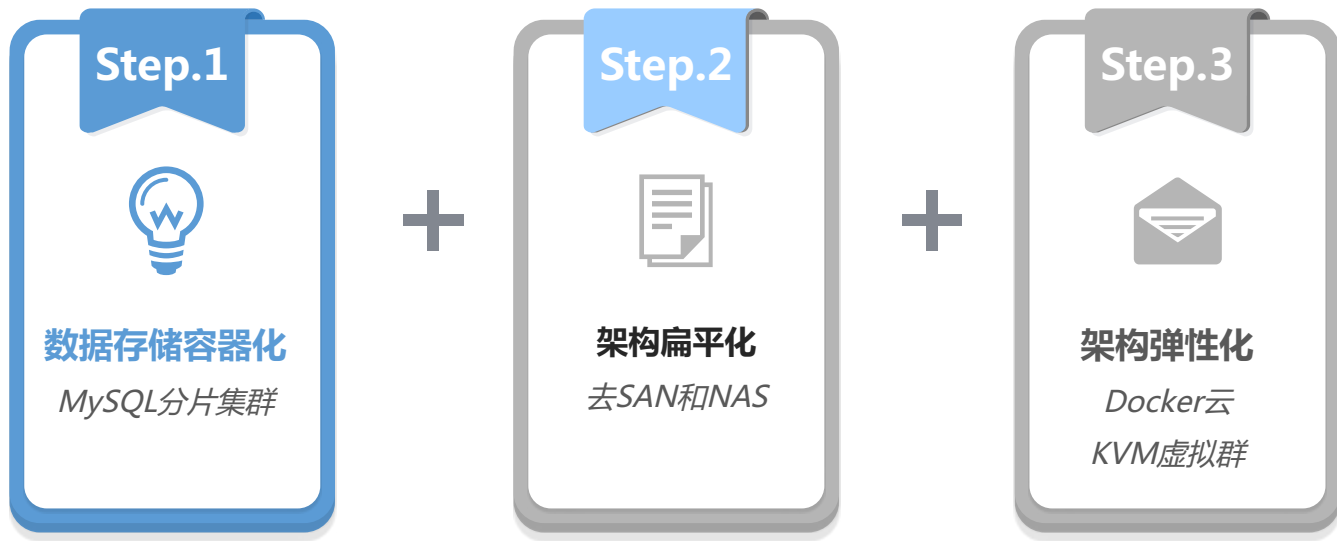 Step.1
数据存储容器化
MySQL分片集群
Step.2
架构扁平化
去SAN和NAS
Step.3
架构弹性化
Docker云
KVM虚拟群